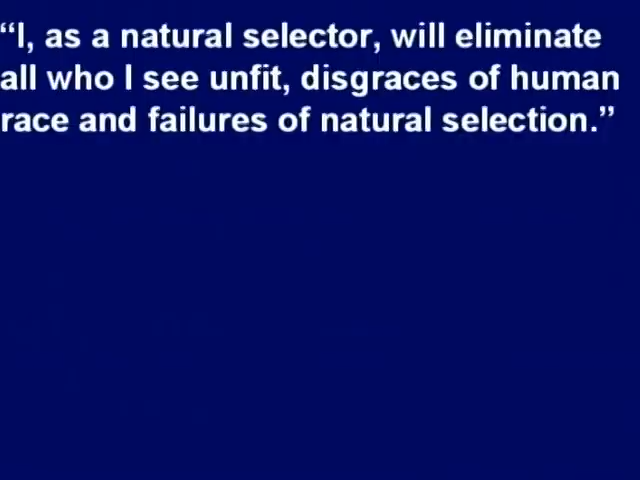 “I, as a natural selector, will eliminate
all who I see unfit, disgraces of human
race and failures of natural selection.”